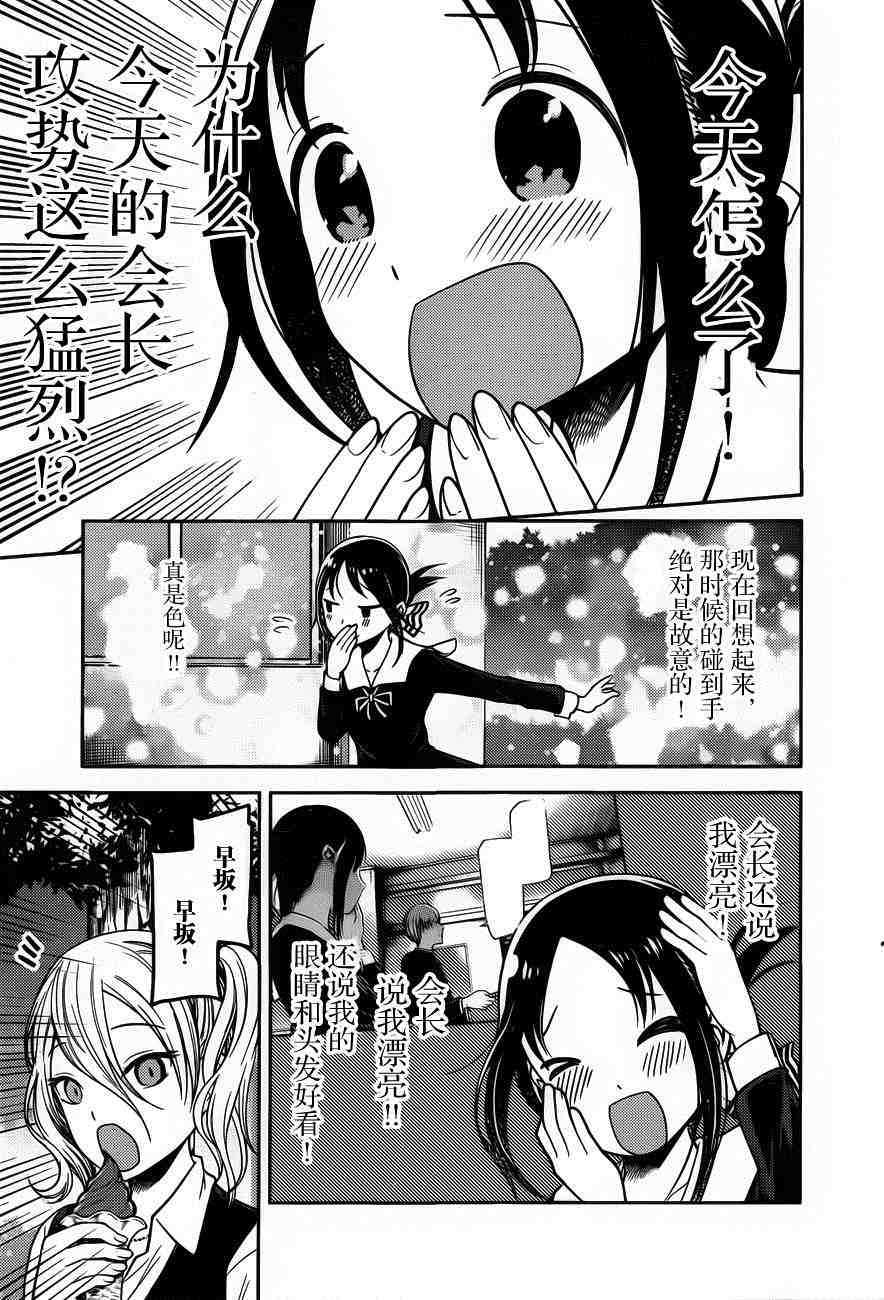 今天怎么了！
为什么
今天的会长
攻势这么猛烈!?
现在回想起来，
那时候的碰到手
绝对是故意的！
真是色呢!!
会长还说
我漂亮！
会长
说我漂亮!!
还说我的
眼睛和头发好看！
早坂！
早坂！